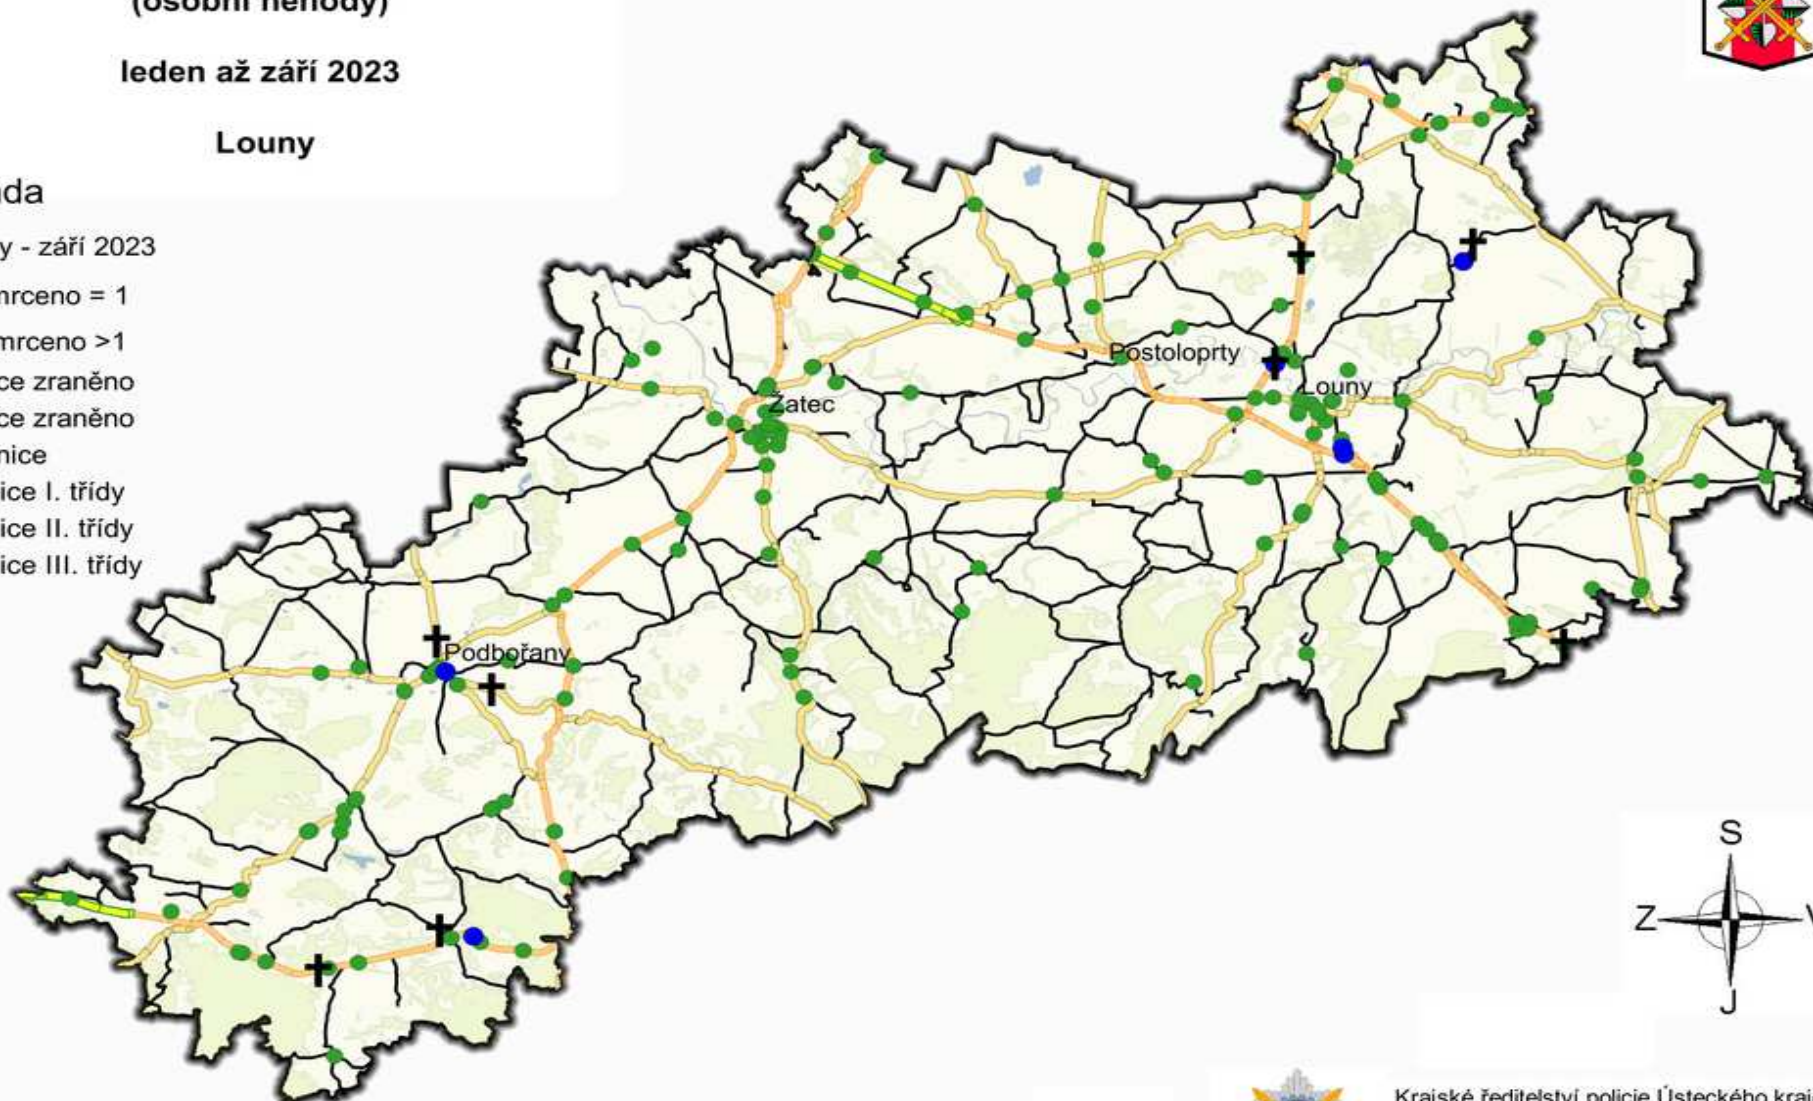 (osobní nehody)
leden až září 2023
Louny
nda
y - září 2023
mrceno = 1
mrceno >1
ce zraněno
ce zraněno
nice
ice I. třídy
ice II. třídy
ice III. třídy
Postoloprty
Louny
Žatec
Podbořany
S
Z
J
Krajské ředitelství policie Ústeckého kraj